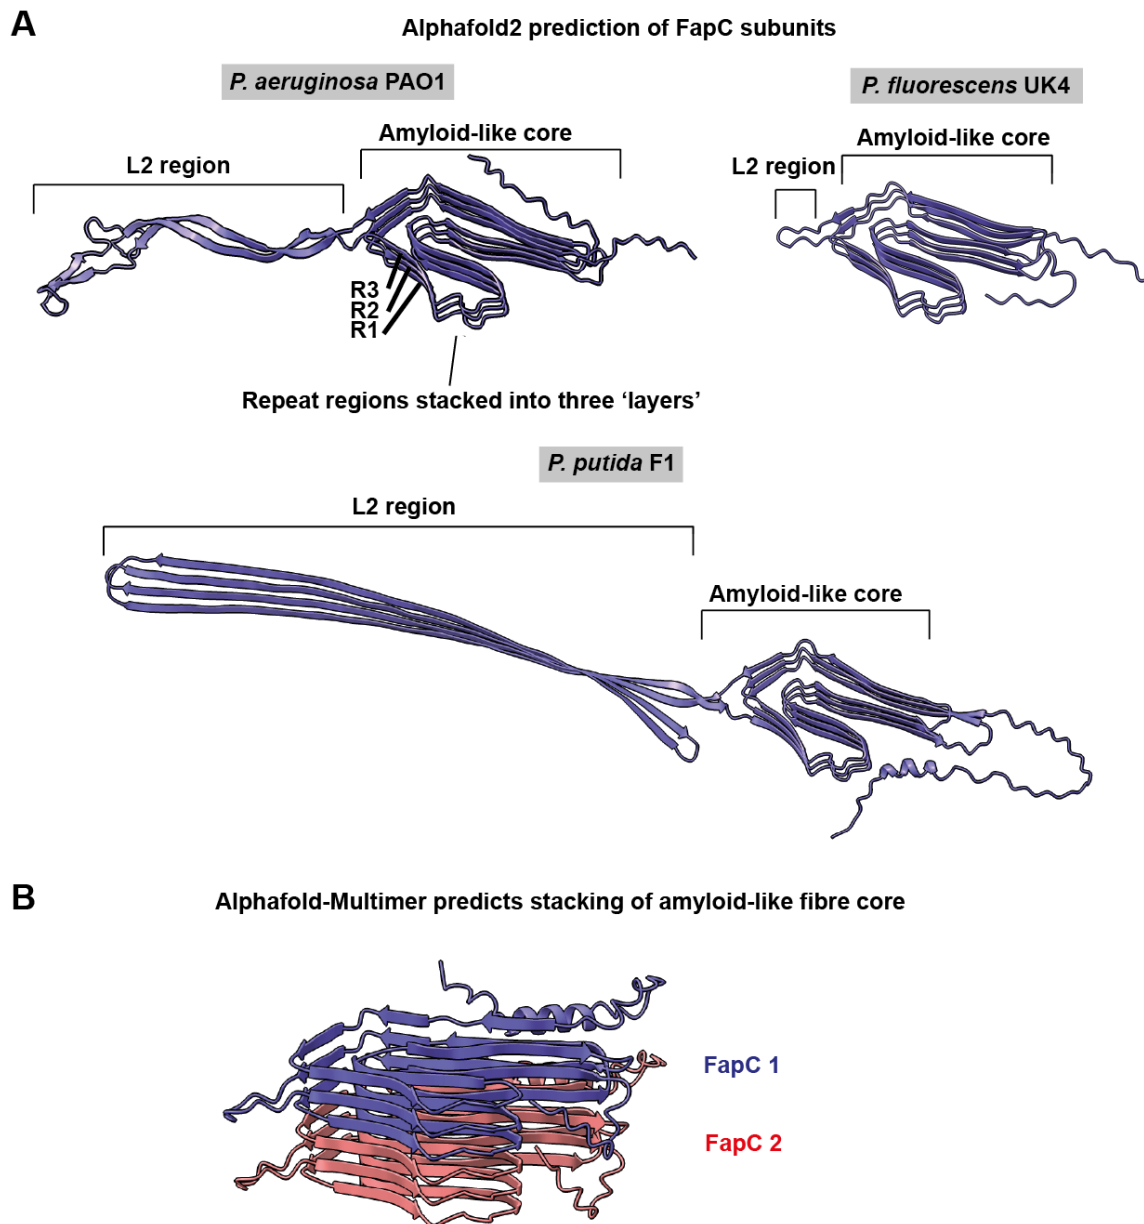 A
Alphafold2 prediction of FapC subunits
P. aeruginosa PAO1
P. fluorescens UK4
Amyloid-like core
Amyloid-like core
L2 region
L2 region
R3
R2
R1
Repeat regions stacked into three ‘layers’
P. putida F1
L2 region
Amyloid-like core
B
Alphafold-Multimer predicts stacking of amyloid-like fibre core
FapC 1
FapC 2